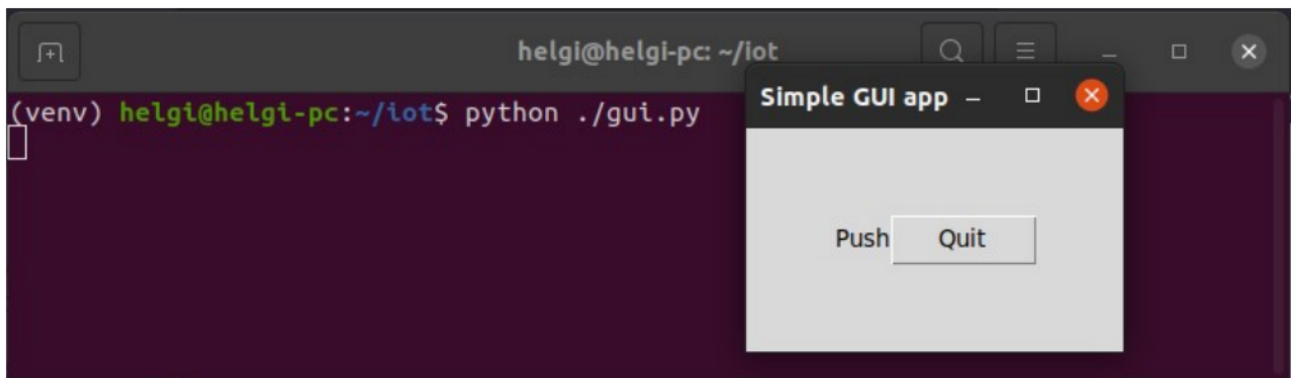 helgi@helgi-pc: ~/iot
(venv) helgi@helgi-pc:~/iot$ python ./gui.py
Simple GUI app
Push Quit